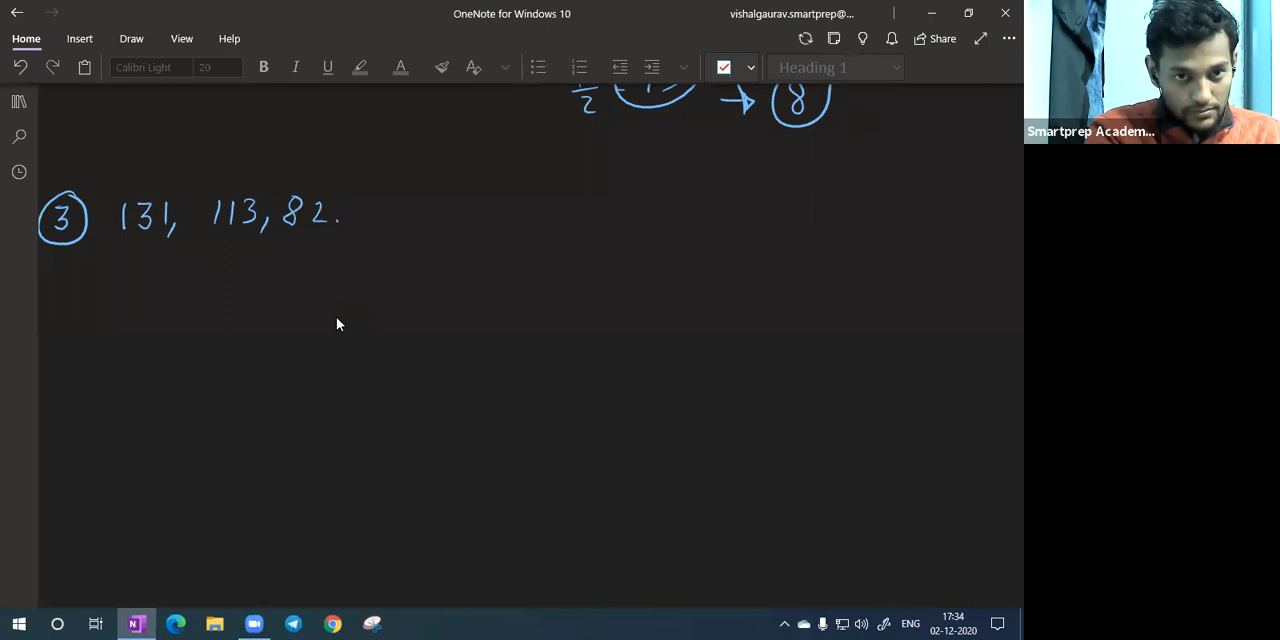 OneNote for Windows 10
vishalgaurav.smartprep@...
Home Insert Draw View Help
Share
Calibri Light 20 B I U A Heading 1
2 8
Smartprep Academ...
3 131, 113, 82.
17:34
ENG
02-12-2020